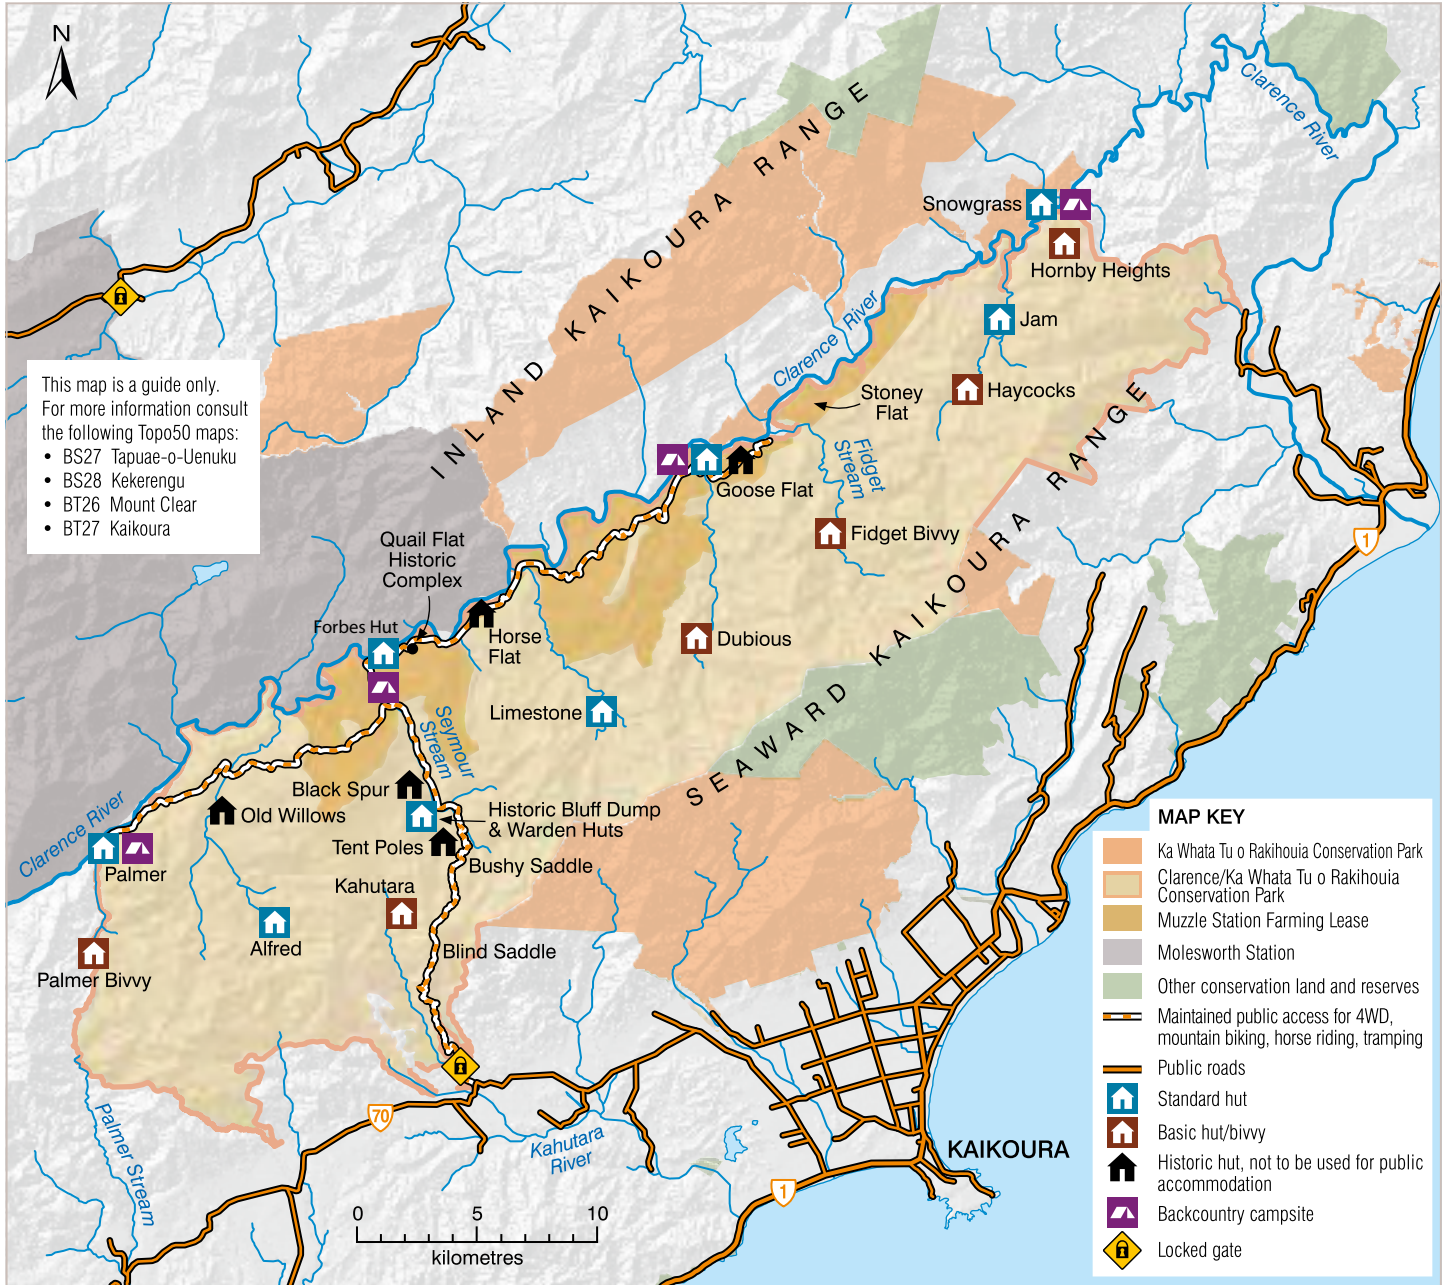 N
INLAND KAIKOURA RANGE
Clarence River
Snowgrass
Hornby Heights
Jam
Haycocks
Clarence River
Stoney
Flat
Fidget
Stream
This map is a guide only.
For more information consult
the following Topo50 maps:
• BS27 Tapuae-o-Uenuku
• BS28 Kekerengu
• BT26 Mount Clear
• BT27 Kaikoura
Goose Flat
Fidget Bivvy
Quail Flat
Historic
Complex
Forbes Hut
Horse
Flat
Dubious
Limestone
SEAWARD KAIKOURA RANGE
1
Seymour
Stream
Black Spur
Old Willows
Historic Bluff Dump
& Warden Huts
Tent Poles
Bushy Saddle
Clarence River
Palmer
Kahutara
Alfred
Blind Saddle
Palmer Bivvy
70
Palmer Stream
Kahutara
River
KAIKOURA
1
0 5 10
kilometres
MAP KEY
Ka Whata Tu o Rakihouia Conservation Park
Clarence/Ka Whata Tu o Rakihouia
Conservation Park
Muzzle Station Farming Lease
Molesworth Station
Other conservation land and reserves
Maintained public access for 4WD,
mountain biking, horse riding, tramping
Public roads
Standard hut
Basic hut/bivvy
Historic hut, not to be used for public
accommodation
Backcountry campsite
Locked gate